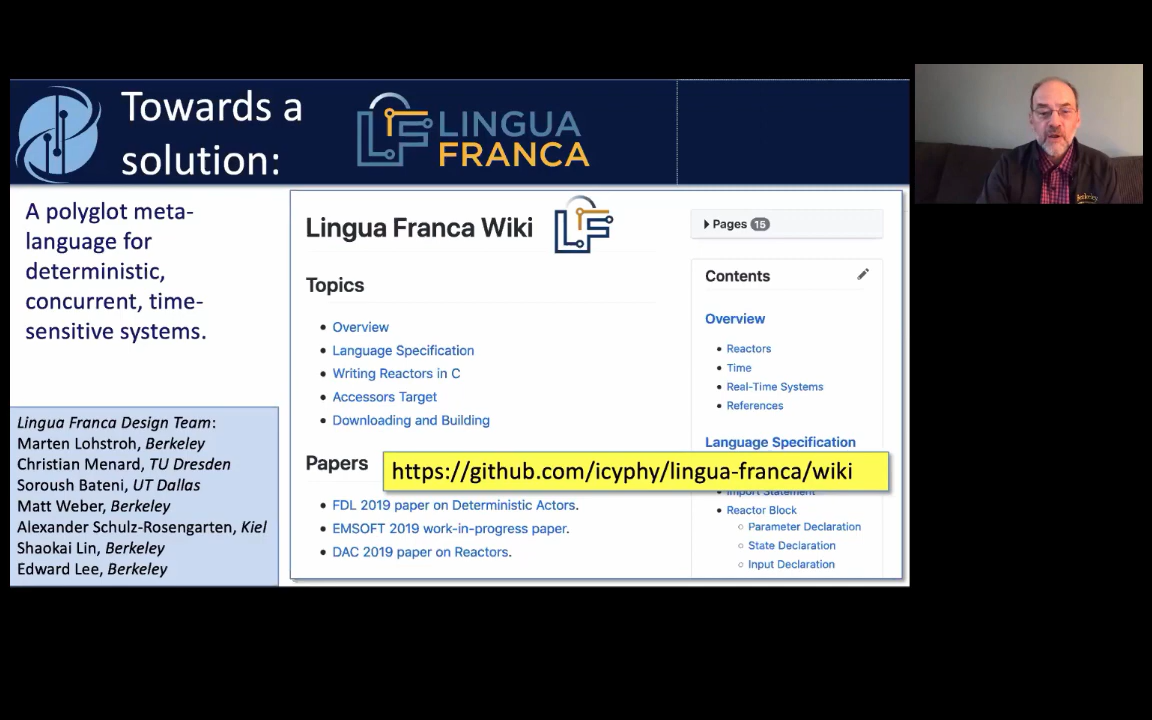 Towards a
solution:
LINGUA
FRANCA
A polyglot meta-
language for
deterministic,
concurrent, time-
sensitive systems.
Lingua Franca Design Team:
Marten Lohstroh, Berkeley
Christian Menard, TU Dresden
Soroush Bateni, UT Dallas
Matt Weber, Berkeley
Alexander Schulz-Rosengarten, Kiel
Shaokai Lin, Berkeley
Edward Lee, Berkeley
Lingua Franca Wiki
Topics
• Overview
• Language Specification
• Writing Reactors in C
• Accessors Target
• Downloading and Building
Papers
https://github.com/icyphy/lingua-franca/wiki
• FDL 2019 paper on Deterministic Actors.
• EMSOFT 2019 work-in-progress paper.
• DAC 2019 paper on Reactors.
Pages 15
Contents
Overview
• Reactors
• Time
• Real-Time Systems
• References
Language Specification
Import Statement
• Reactor Block
○ Parameter Declaration
○ State Declaration
○ Input Declaration
Berkeley